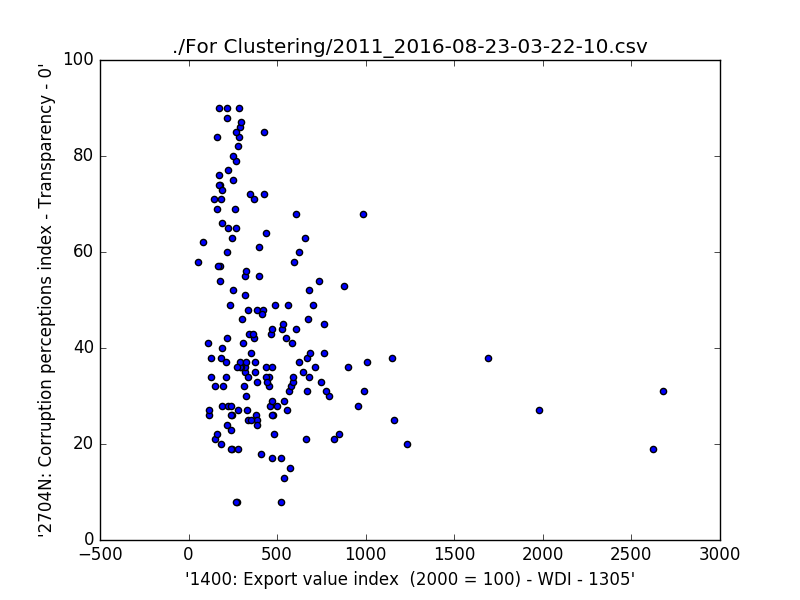 ./For Clustering/2011_2016-08-23-03-22-10.csv
100
80
60
40
20
0
'2704N: Corruption perceptions index - Transparency - 0'
−500 0 500 1000 1500 2000 2500 3000
'1400: Export value index  (2000 = 100) - WDI - 1305'